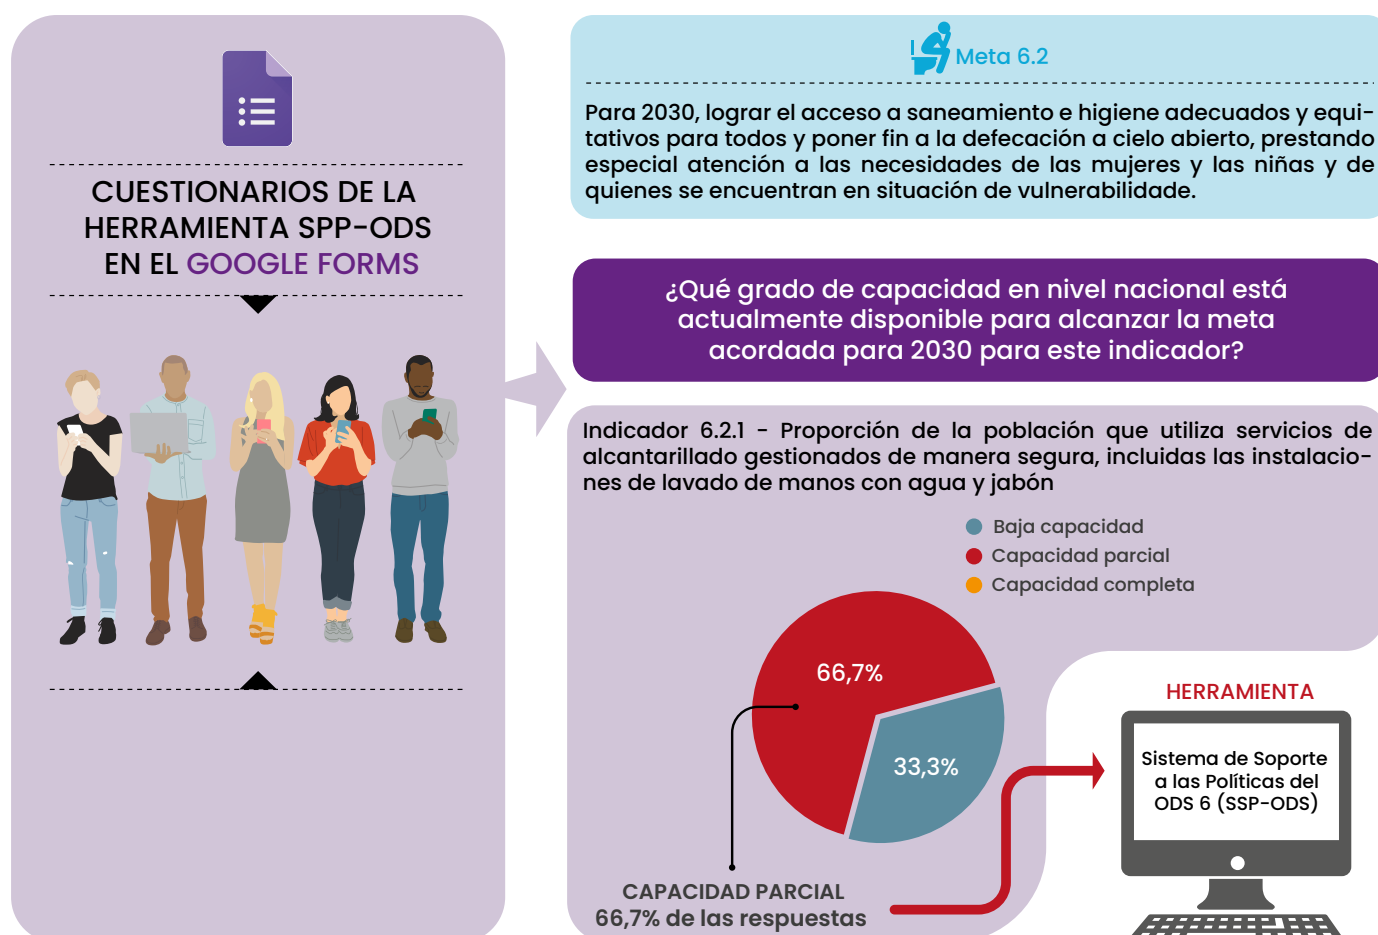 CUESTIONARIOS DE LA
HERRAMIENTA SPP-ODS
EN EL GOOGLE FORMS
Meta 6.2
Para 2030, lograr el acceso a saneamiento e higiene adecuados y equi-
tativos para todos y poner fin a la defecación a cielo abierto, prestando
especial atención a las necesidades de las mujeres y las niñas y de
quienes se encuentran en situación de vulnerabilidade.
¿Qué grado de capacidad en nivel nacional está
actualmente disponible para alcanzar la meta
acordada para 2030 para este indicador?
Indicador 6.2.1 - Proporción de la población que utiliza servicios de
alcantarillado gestionados de manera segura, incluidas las instalacio-
nes de lavado de manos con agua y jabón
Baja capacidad
Capacidad parcial
Capacidad completa
66,7%
33,3%
CAPACIDAD PARCIAL
66,7% de las respuestas
HERRAMIENTA
Sistema de Soporte
a las Políticas del
ODS 6 (SSP-ODS)